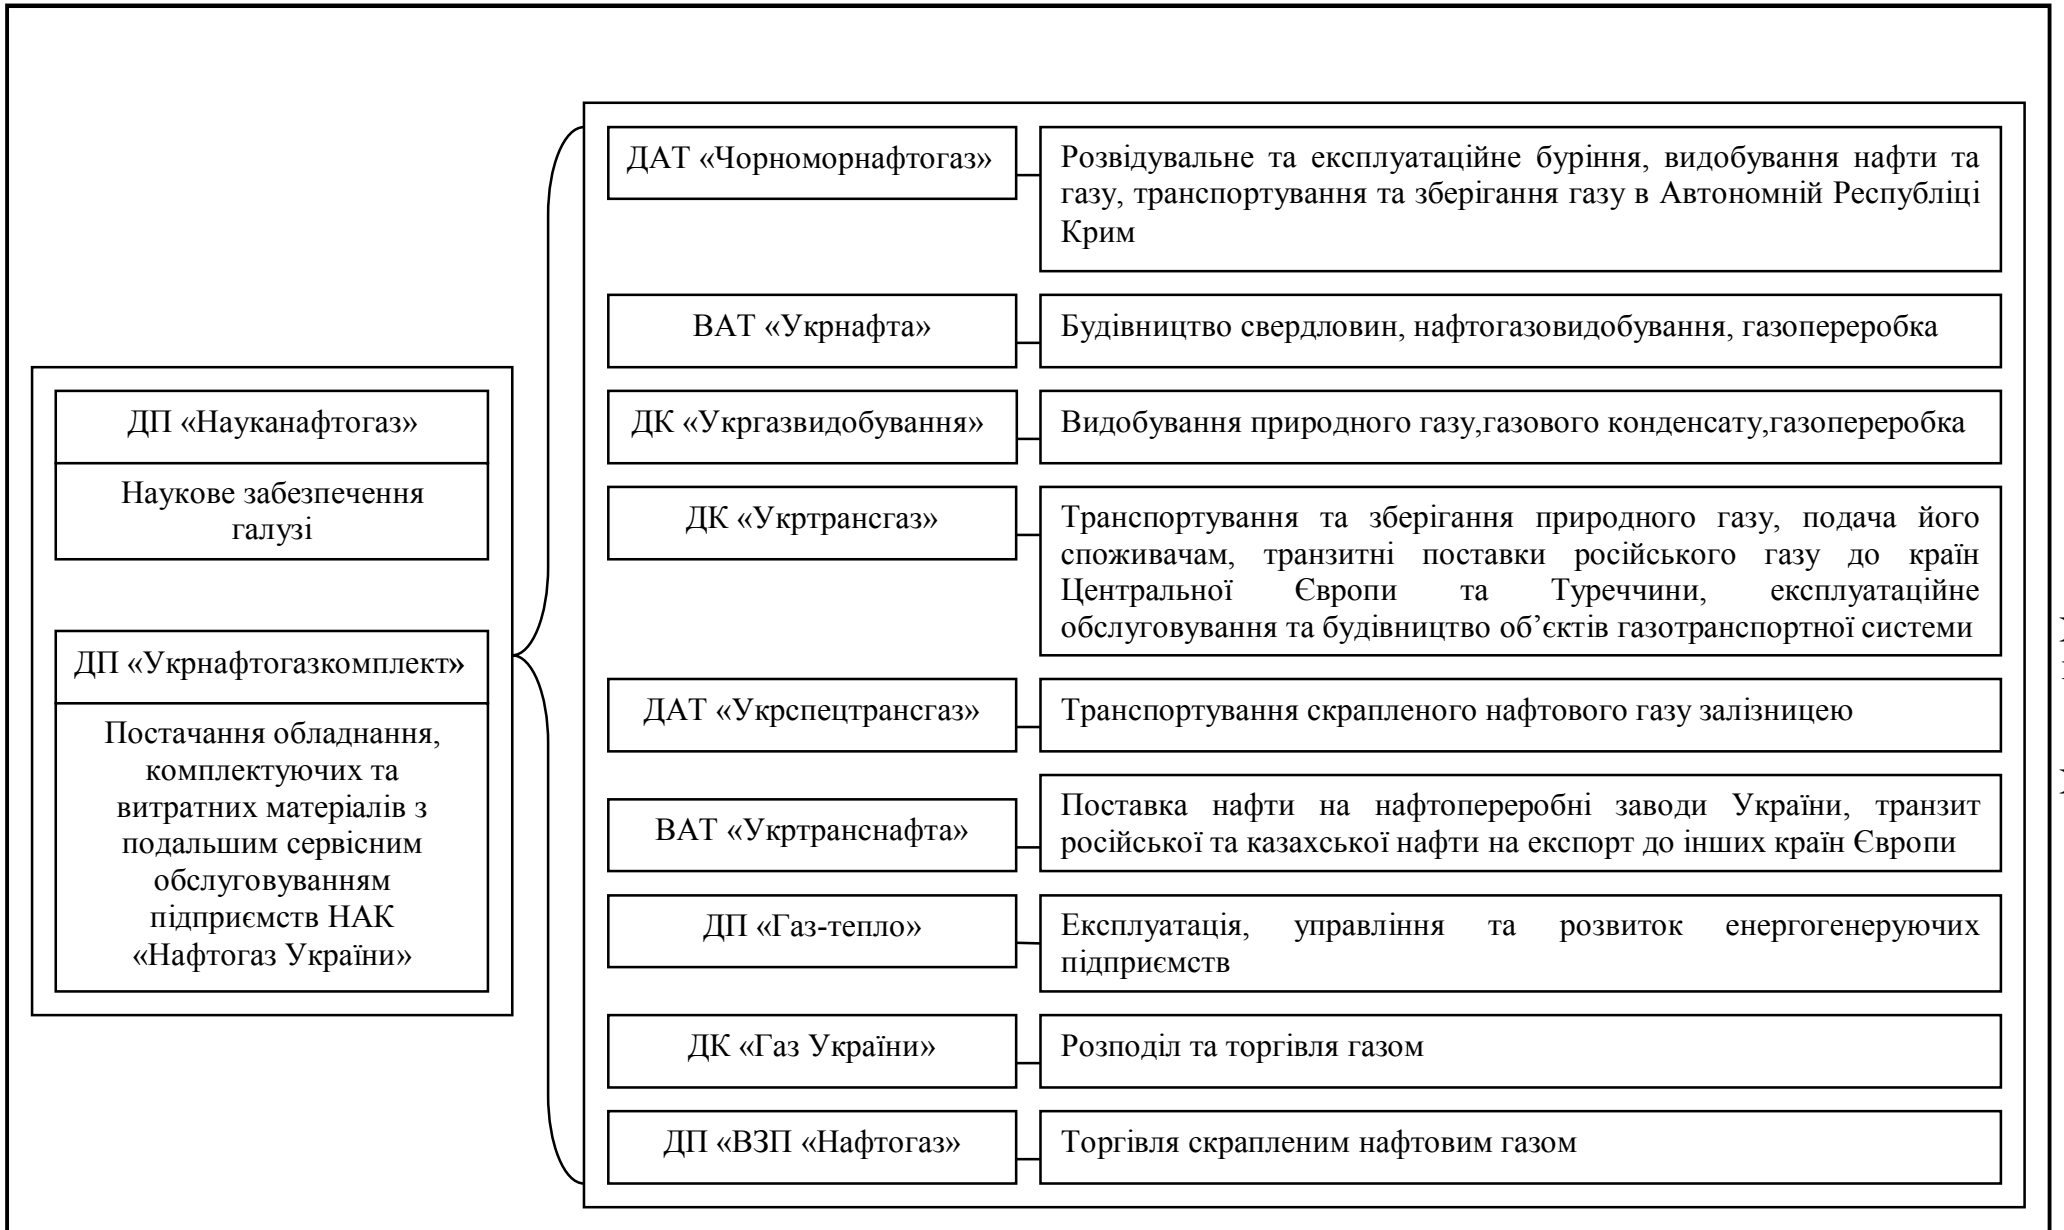 ДП «Науканафтогаз»
Наукове забезпечення
галузі
ДП «Укрнафтогазкомплект»
Постачання обладнання,
комплектуючих та
витратних матеріалів з
подальшим сервісним
обслуговуванням
підприємств НАК
«Нафтогаз України»
ДАТ «Чорноморнафтогаз»
Розвідувальне та експлуатаційне буріння, видобування нафти та
газу, транспортування та зберігання газу в Автономній Республіці
Крим
ВАТ «Укрнафта»
Будівництво свердловин, нафтогазовидобування, газопереробка
ДК «Укргазвидобування»
Видобування природного газу,газового конденсату,газопереробка
ДК «Укртрансгаз»
Транспортування та зберігання природного газу, подача його
споживачам, транзитні поставки російського газу до країн
Центральної Європи та Туреччини, експлуатаційне
обслуговування та будівництво об’єктів газотранспортної системи
ДАТ «Укрспецтрансгаз»
Транспортування скрапленого нафтового газу залізницею
ВАТ «Укртранснафта»
Поставка нафти на нафтопереробні заводи України, транзит
російської та казахської нафти на експорт до інших країн Європи
ДП «Газ-тепло»
Експлуатація, управління та розвиток енергогенеруючих
підприємств
ДК «Газ України»
Розподіл та торгівля газом
ДП «ВЗП «Нафтогаз»
Торгівля скрапленим нафтовим газом